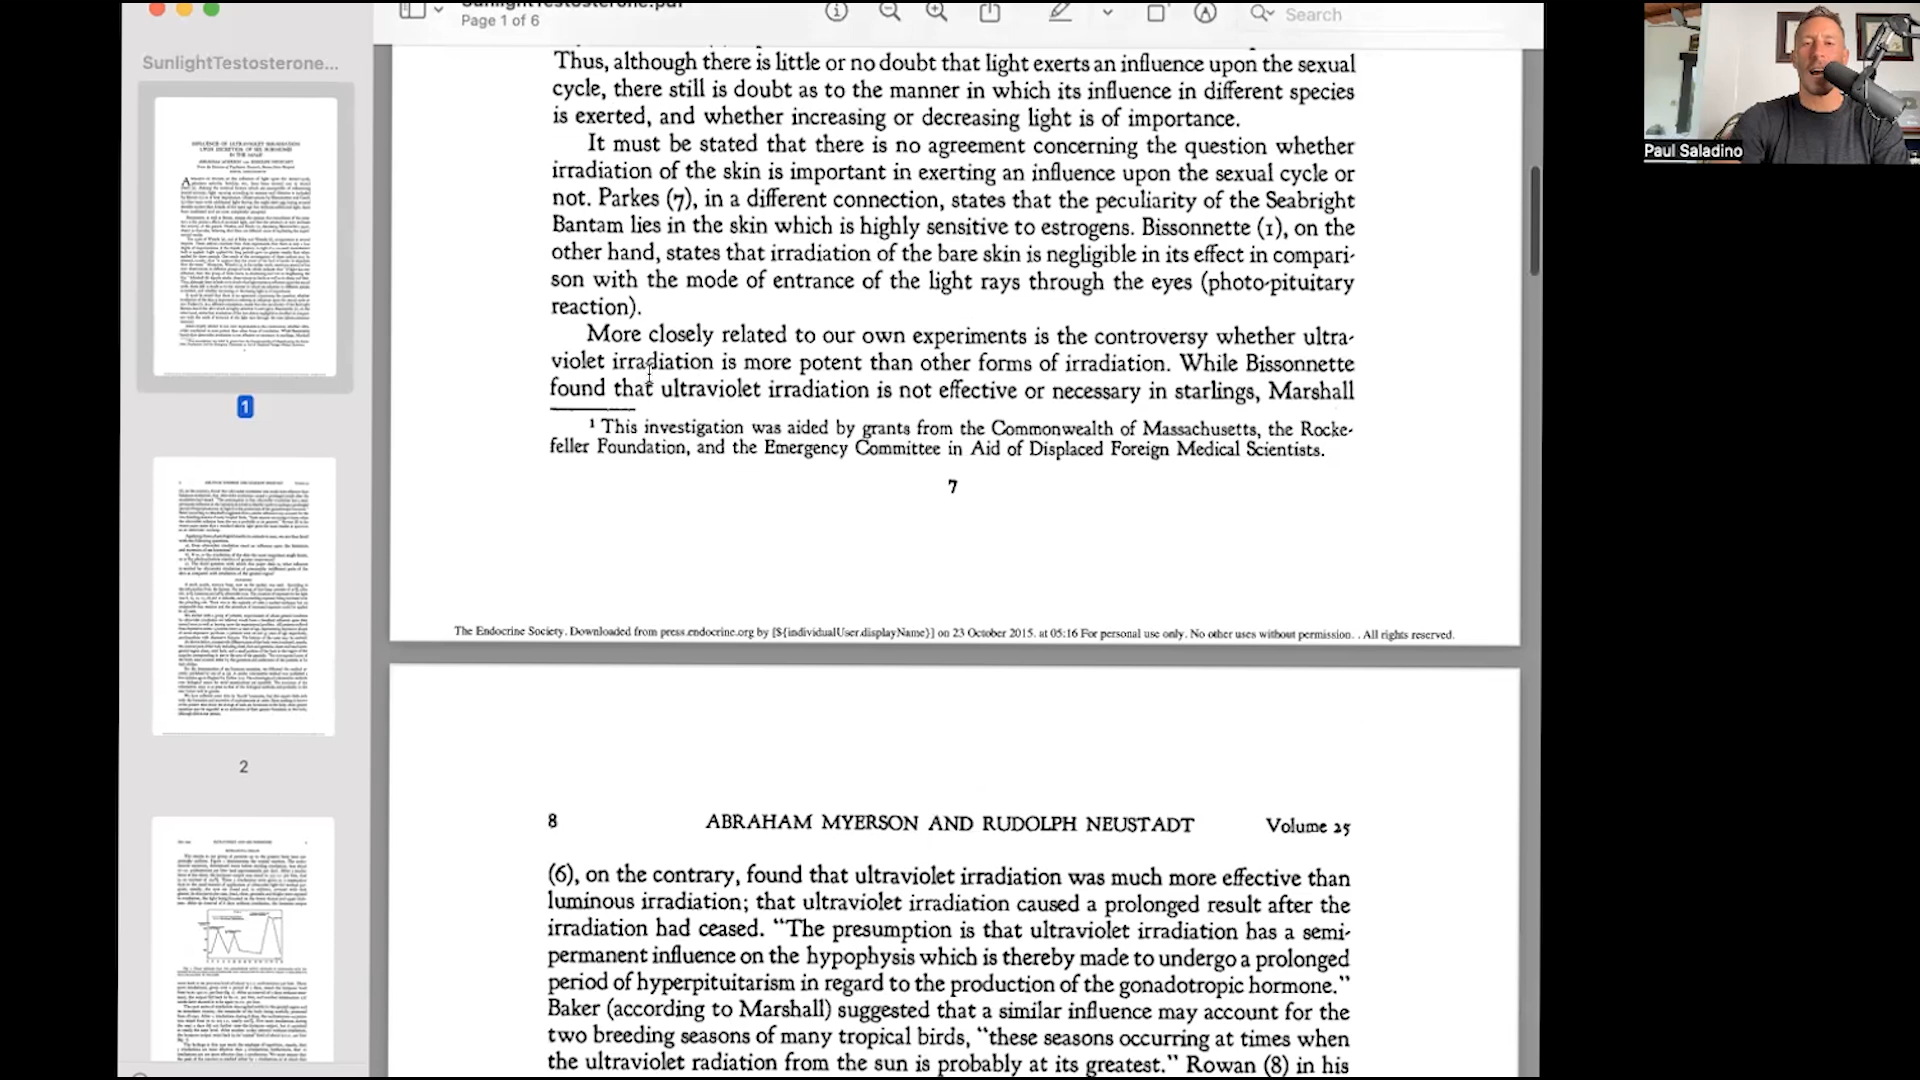 SunlightTestosterone.pdf
Page 1 of 6
Search
SunlightTestosterone...
1
2
Paul Saladino
Thus, although there is little or no doubt that light exerts an influence upon the sexual
cycle, there still is doubt as to the manner in which its influence in different species
is exerted, and whether increasing or decreasing light is of importance.
It must be stated that there is no agreement concerning the question whether
irradiation of the skin is important in exerting an influence upon the sexual cycle or
not. Parkes (7), in a different connection, states that the peculiarity of the Seabright
Bantam lies in the skin which is highly sensitive to estrogens. Bissonnette (1), on the
other hand, states that irradiation of the bare skin is negligible in its effect in compari-
son with the mode of entrance of the light rays through the eyes (photo-pituitary
reaction).
More closely related to our own experiments is the controversy whether ultra-
violet irradiation is more potent than other forms of irradiation. While Bissonnette
found that ultraviolet irradiation is not effective or necessary in starlings, Marshall
1 This investigation was aided by grants from the Commonwealth of Massachusetts, the Rocke-
feller Foundation, and the Emergency Committee in Aid of Displaced Foreign Medical Scientists.
7
The Endocrine Society. Downloaded from press.endocrine.org by [${individualUser.displayName}] on 23 October 2015. at 05:16 For personal use only. No other uses without permission. . All rights reserved.
8 ABRAHAM MYERSON AND RUDOLPH NEUSTADT Volume 25
(6), on the contrary, found that ultraviolet irradiation was much more effective than
luminous irradiation; that ultraviolet irradiation caused a prolonged result after the
irradiation had ceased. "The presumption is that ultraviolet irradiation has a semi-
permanent influence on the hypophysis which is thereby made to undergo a prolonged
period of hyperpituitarism in regard to the production of the gonadotropic hormone."
Baker (according to Marshall) suggested that a similar influence may account for the
two breeding seasons of many tropical birds, "these seasons occurring at times when
the ultraviolet radiation from the sun is probably at its greatest." Rowan (8) in his